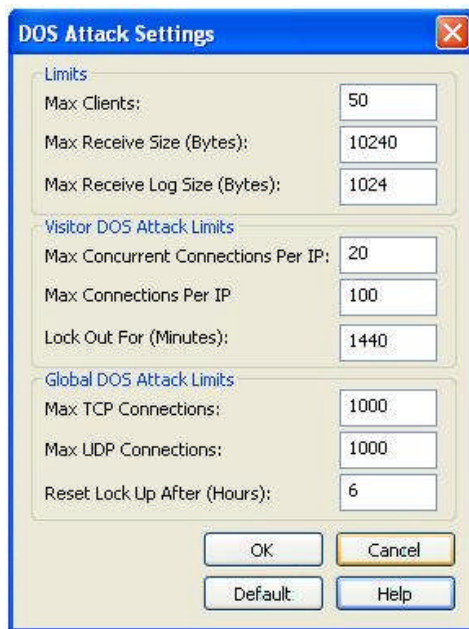 DOS Attack Settings
Limits
Max Clients: 50
Max Receive Size (Bytes): 10240
Max Receive Log Size (Bytes): 1024
Visitor DOS Attack Limits
Max Concurrent Connections Per IP: 20
Max Connections Per IP 100
Lock Out For (Minutes): 1440
Global DOS Attack Limits
Max TCP Connections: 1000
Max UDP Connections: 1000
Reset Lock Up After (Hours): 6
OK Cancel
Default Help